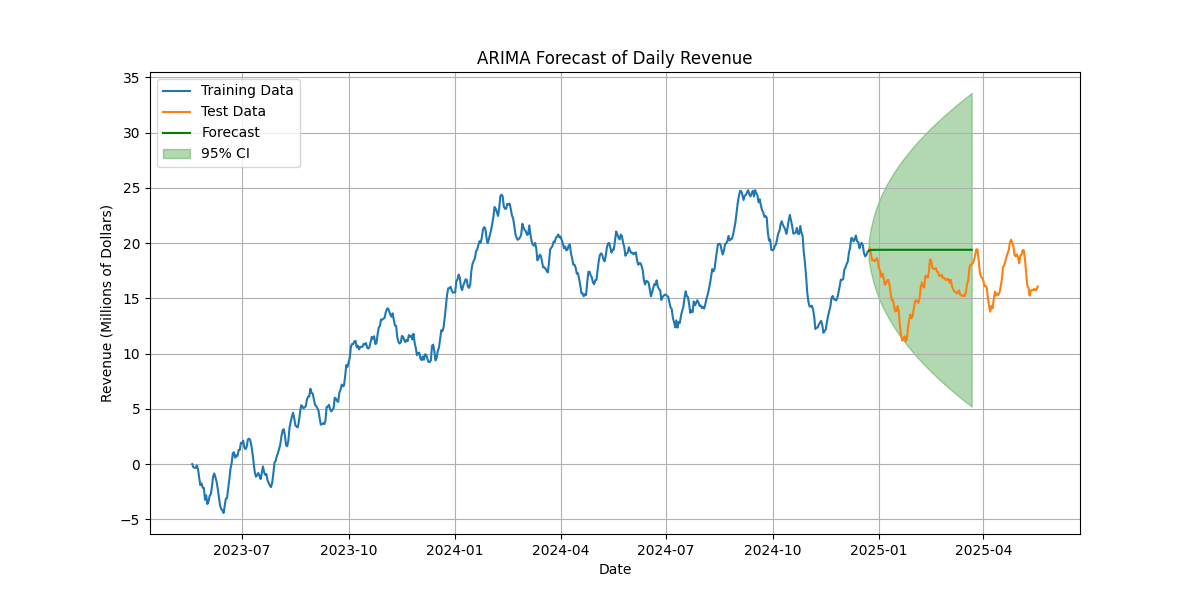 ARIMA Forecast of Daily Revenue
Training Data
Test Data
Forecast
95% CI
Revenue (Millions of Dollars)
35
30
25
20
15
10
5
0
−5
2023-07
2023-10
2024-01
2024-04
2024-07
2024-10
2025-01
2025-04
Date